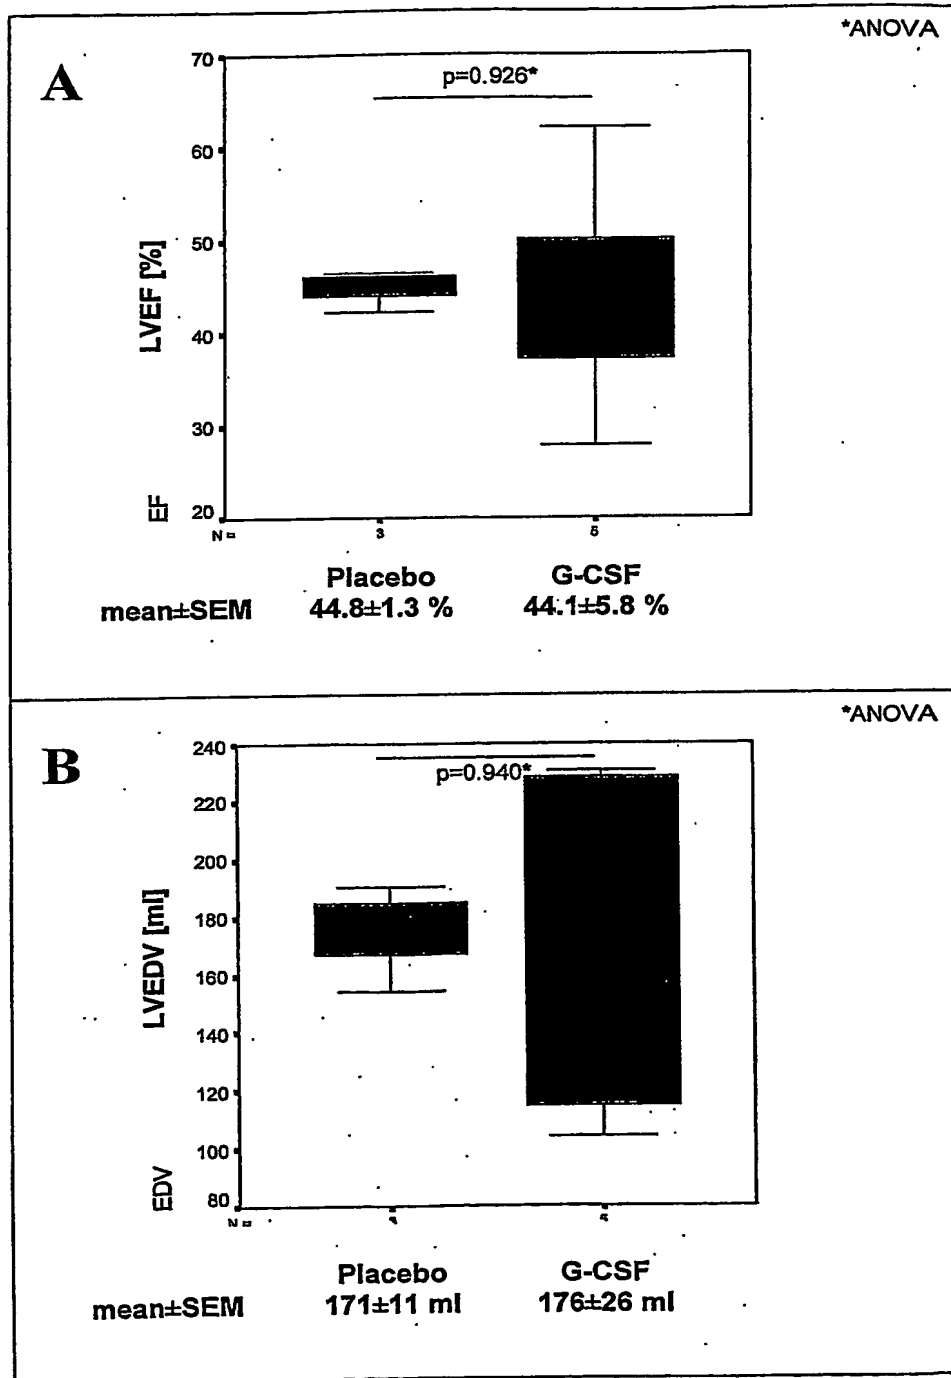 *ANOVA
A
70
p=0.926*
60
50
LVEF [%]
40
30
EF
20
N =
3
5
Placebo
G-CSF
mean±SEM
44.8±1.3 %
44.1±5.8 %
*ANOVA
B
240
p=0.940*
220
200
LVEDV [ml]
180
160
140
120
100
EDV
80
N =
Placebo
G-CSF
mean±SEM
171±11 ml
176±26 ml